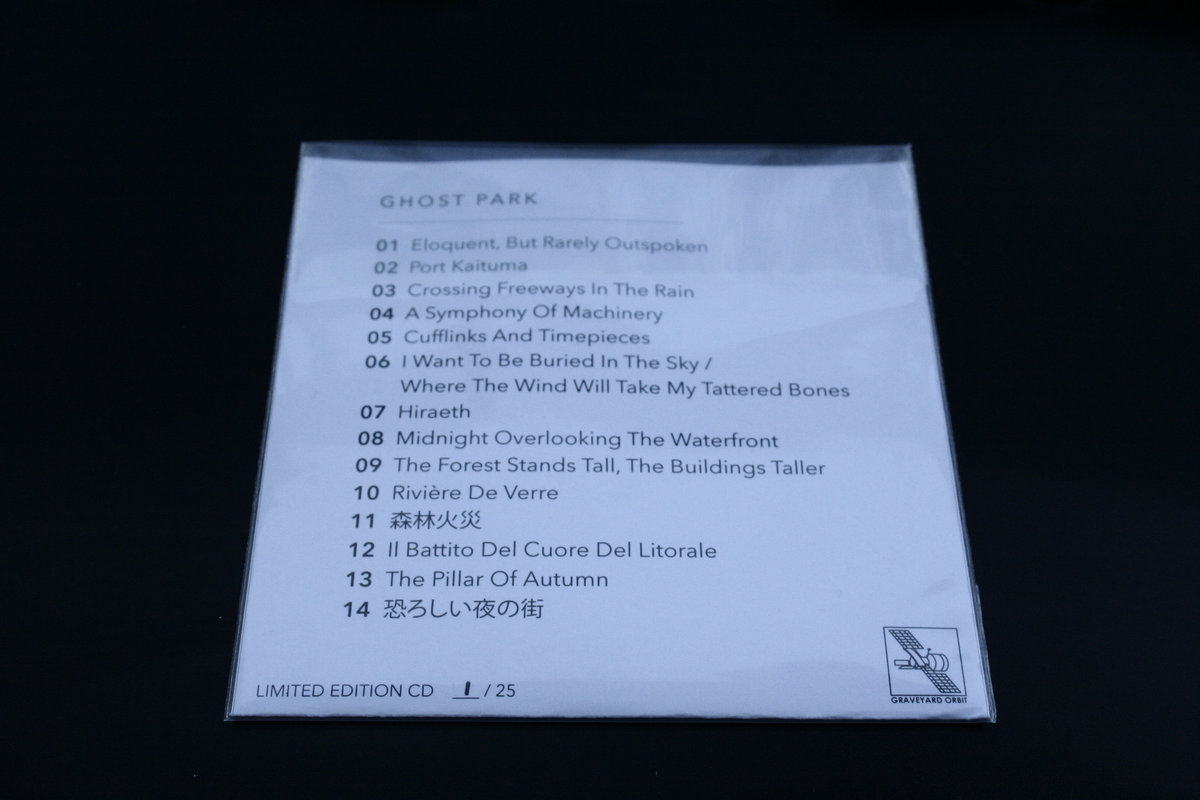 GHOST PARK
01 Eloquent, But Rarely Outspoken
02 Port Kaituma
03 Crossing Freeways In The Rain
04 A Symphony Of Machinery
05 Cufflinks And Timepieces
06 I Want To Be Buried In The Sky /
Where The Wind Will Take My Tattered Bones
07 Hiraeth
08 Midnight Overlooking The Waterfront
09 The Forest Stands Tall, The Buildings Taller
10 Rivière De Verre
11 森林火災
12 Il Battito Del Cuore Del Litorale
13 The Pillar Of Autumn
14 恐ろしい夜の街
LIMITED EDITION CD 1 / 25
GRAVEYARD ORBIT